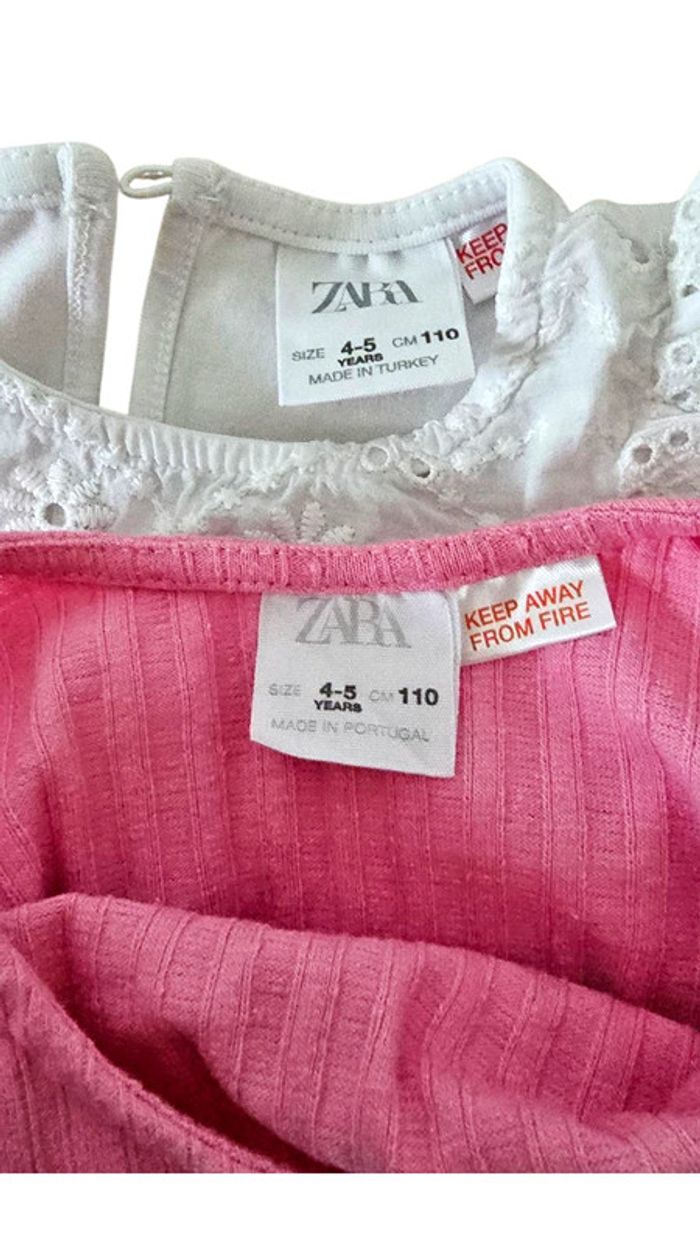 ZARA
KEEP
FRO
SIZE 4-5 CM 110
YEARS
MADE IN TURKEY
ZARA
KEEP AWAY
FROM FIRE
SIZE 4-5 CM 110
YEARS
MADE IN PORTUGAL